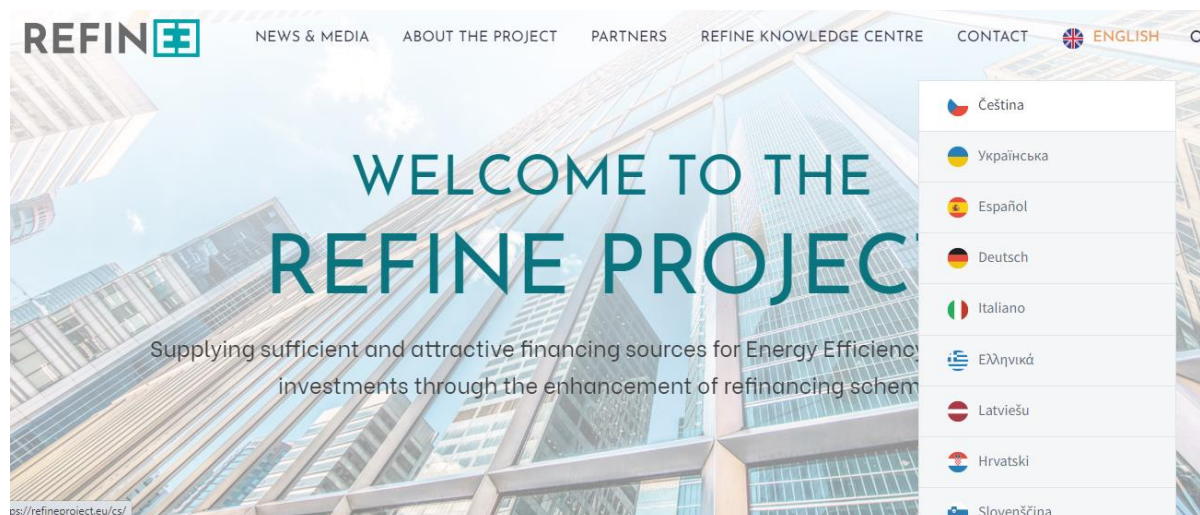 REFINE
NEWS & MEDIA ABOUT THE PROJECT PARTNERS REFINE KNOWLEDGE CENTRE CONTACT ENGLISH
Čeština
Українська
Español
Deutsch
Italiano
Ελληνικά
Latviešu
Hrvatski
Slovenščina
WELCOME TO THE
REFINE PROJEC
Supplying sufficient and attractive financing sources for Energy Efficiency
investments through the enhancement of refinancing schem
ps://refineproject.eu/cs/